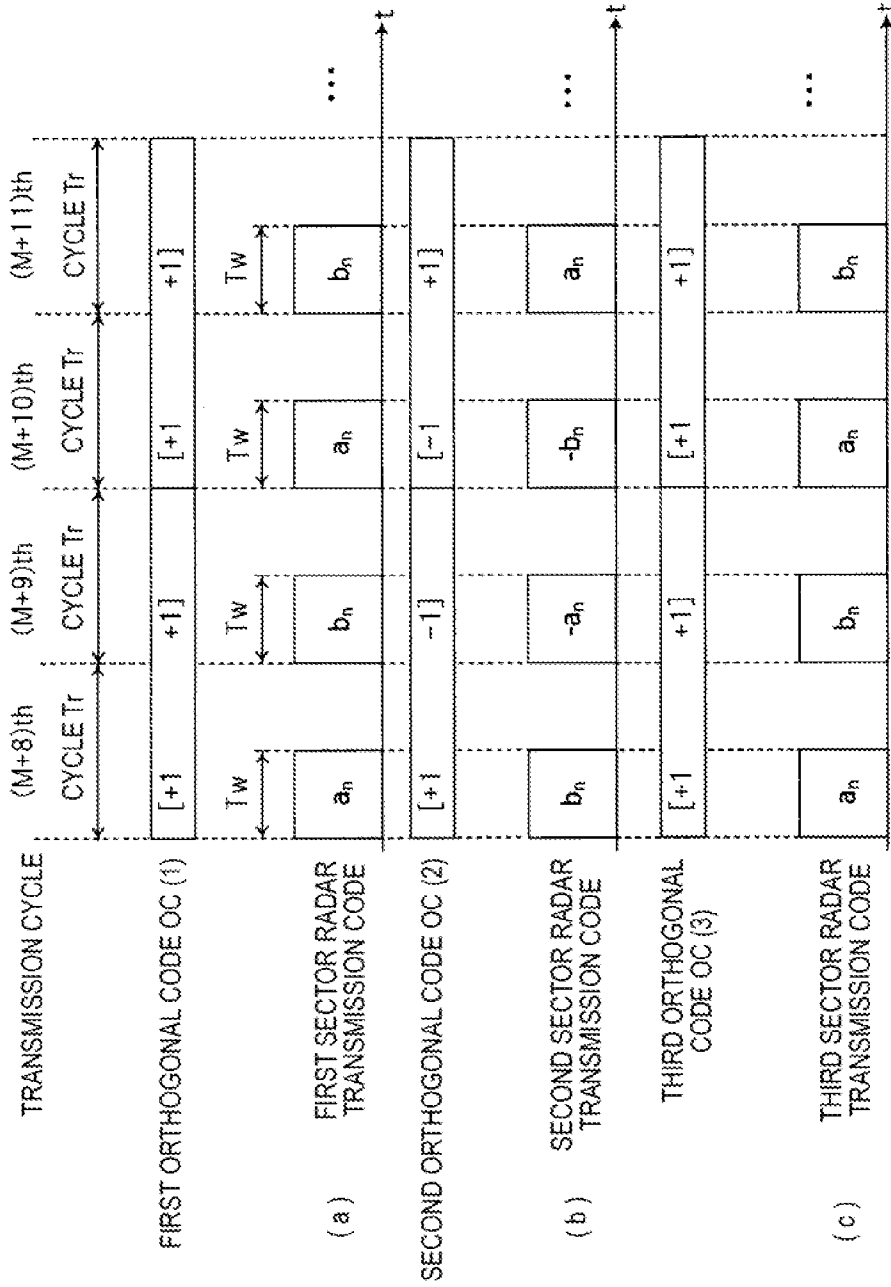 TRANSMISSION CYCLE
(M+8)th (M+9)th (M+10)th (M+11)th
CYCLE Tr CYCLE Tr CYCLE Tr CYCLE Tr
FIRST ORTHOGONAL CODE OC (1)
[+1 +1] [+1 +1]
Tw Tw Tw Tw
(a)
FIRST SECTOR RADAR
TRANSMISSION CODE
an bn an bn ...
t
SECOND ORTHOGONAL CODE OC (2)
[+1 -1] [-1 +1]
(b)
SECOND SECTOR RADAR
TRANSMISSION CODE
bn -an -bn an ...
t
THIRD ORTHOGONAL
CODE OC (3)
[+1 +1] [+1 +1]
(c)
THIRD SECTOR RADAR
TRANSMISSION CODE
an bn an bn ...
t